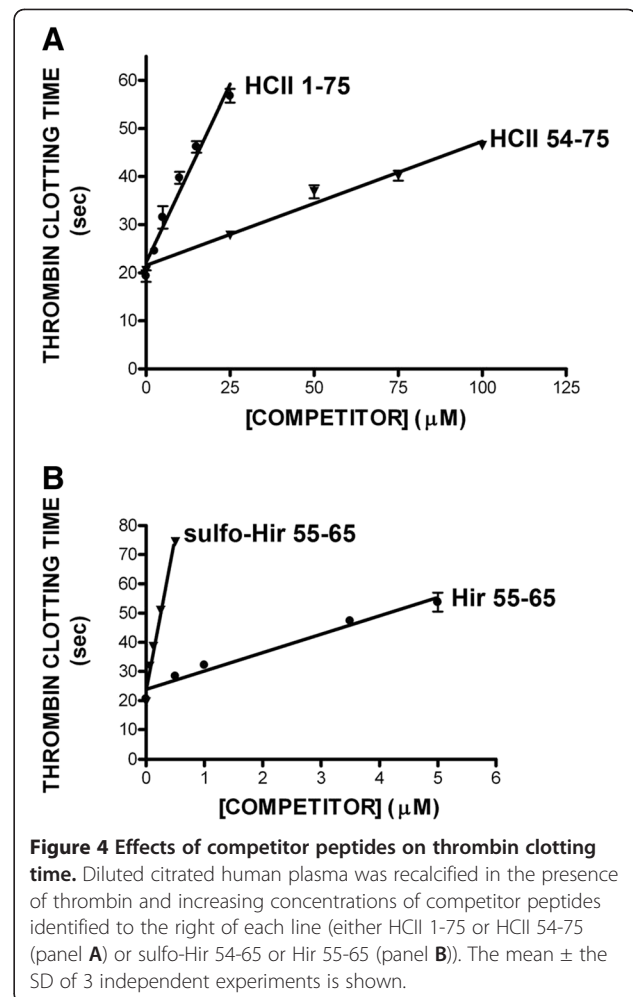 A
THROMBIN CLOTTING TIME
(sec)
60
50
40
30
20
10
0
HCII 1-75
HCII 54-75
0 25 50 75 100 125
[COMPETITOR] (μM)
B
THROMBIN CLOTTING TIME
(sec)
80
70
60
50
40
30
20
10
0
sulfo-Hir 55-65
Hir 55-65
0 1 2 3 4 5 6
[COMPETITOR] (μM)
Figure 4 Effects of competitor peptides on thrombin clotting
time. Diluted citrated human plasma was recalcified in the presence
of thrombin and increasing concentrations of competitor peptides
identified to the right of each line (either HCII 1-75 or HCII 54-75
(panel A) or sulfo-Hir 54-65 or Hir 55-65 (panel B)). The mean ± the
SD of 3 independent experiments is shown.